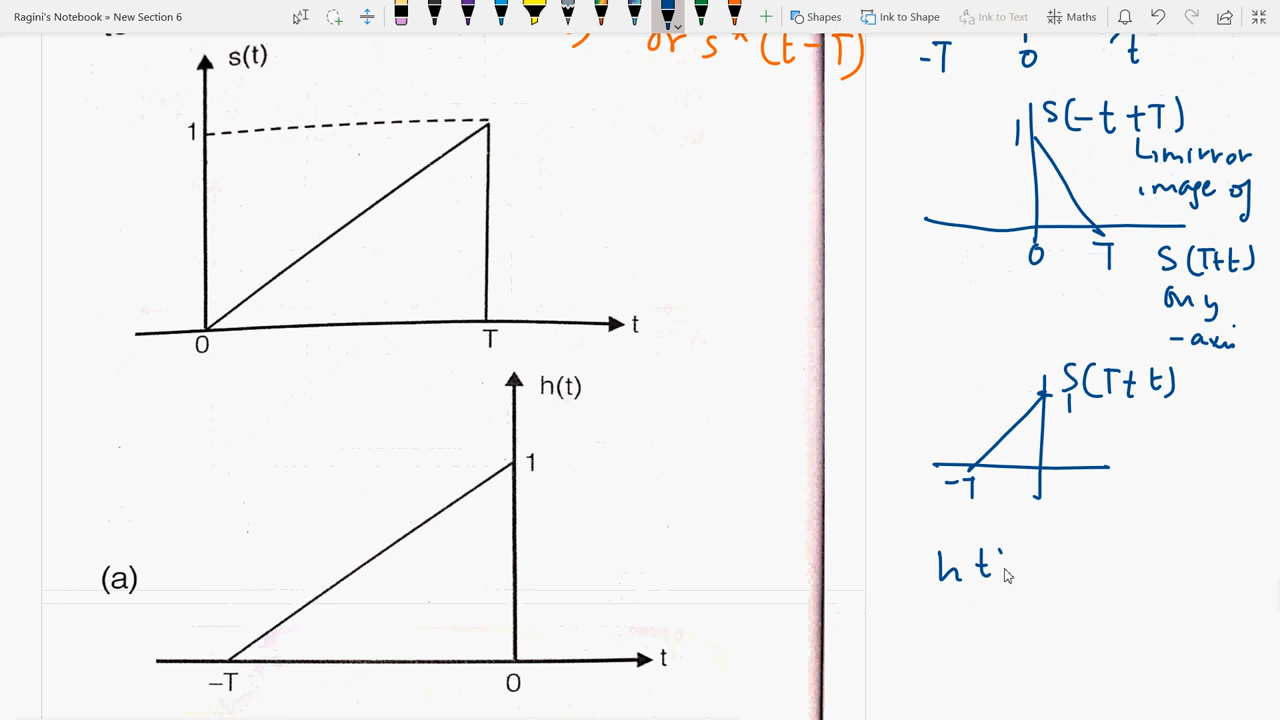 Ragini's Notebook » New Section 6
Shapes
Ink to Shape
Ink to Text
Maths
s(t)
1
0
T
t
h(t)
1
(a)
-T
0
t
or s*(t-T)
-T 0 t
S(-t+T)
1
mirror
image of
0 T
S(T+t)
on y
-axis
S(T+t)
1
-T
h t